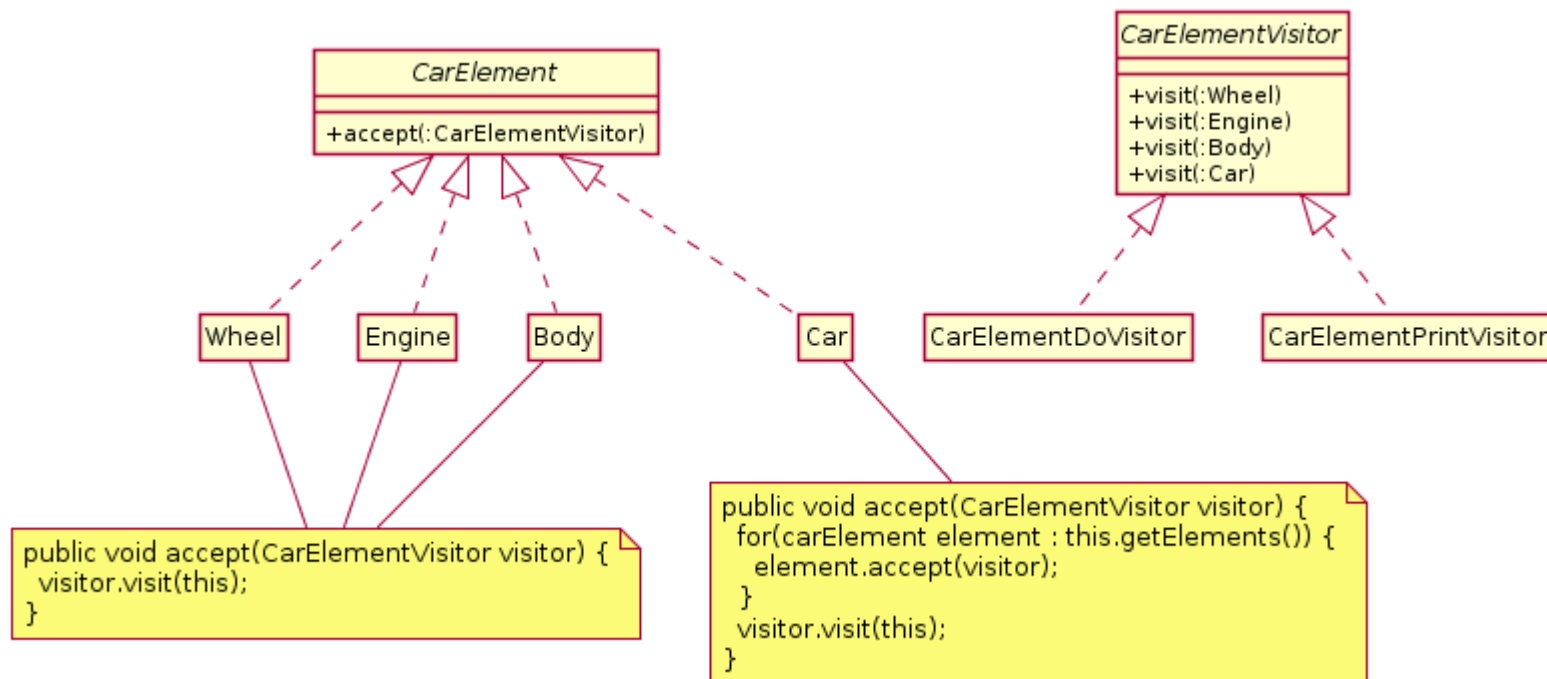 CarElement
+accept(:CarElementVisitor)
CarElementVisitor
+visit(:Wheel)
+visit(:Engine)
+visit(:Body)
+visit(:Car)
Wheel
Engine
Body
Car
CarElementDoVisitor
CarElementPrintVisitor
public void accept(CarElementVisitor visitor) {
visitor.visit(this);
}
public void accept(CarElementVisitor visitor) {
for(carElement element : this.getElements()) {
element.accept(visitor);
}
visitor.visit(this);
}